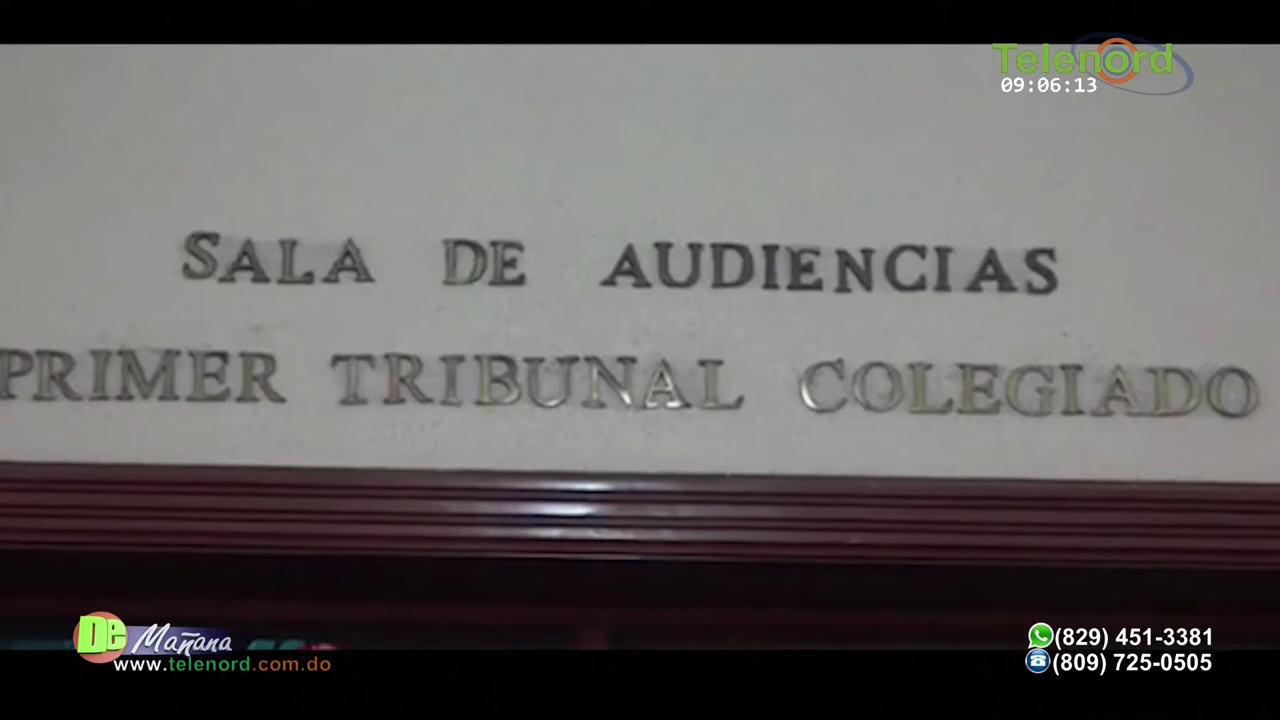 Telenord
09:06:13
SALA DE AUDIENCIAS
PRIMER TRIBUNAL COLEGIADO
De Mañana
www.telenord.com.do
(829) 451-3381
(809) 725-0505